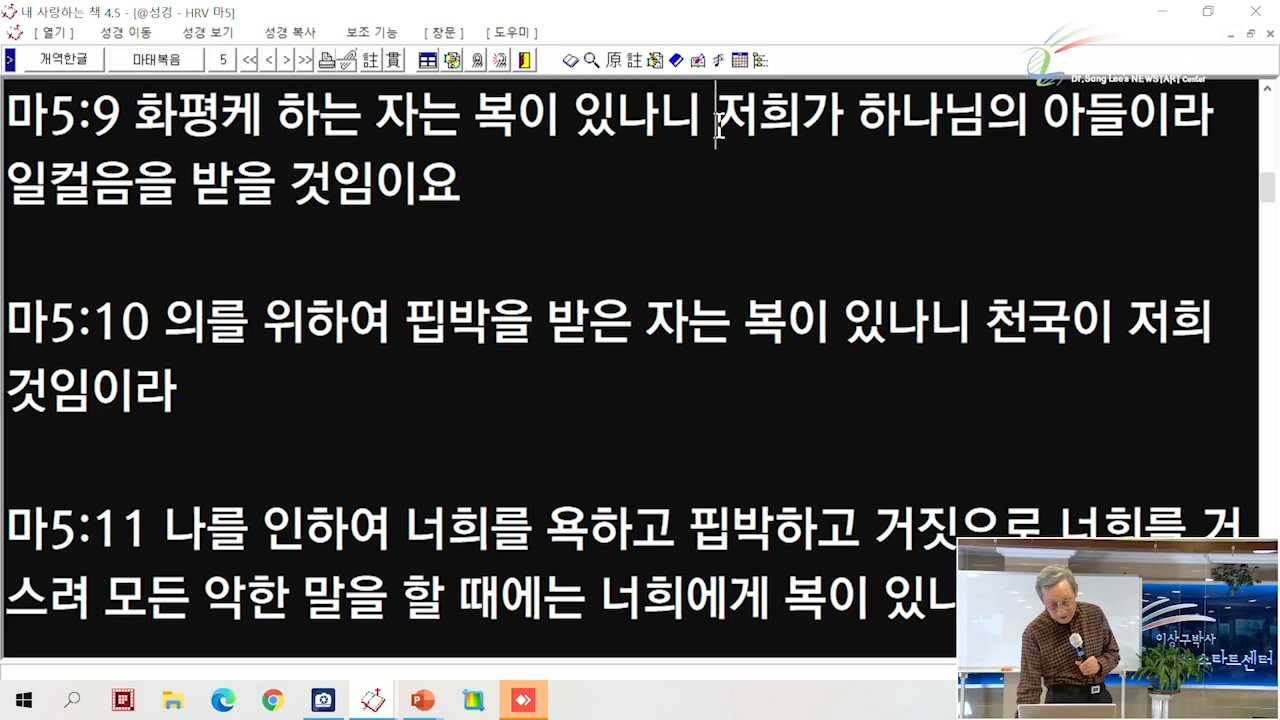 내 사랑하는 책 4.5 - [@성경 - HRV 마5]
[ 열기 ] 성경 이동 성경 보기 성경 복사 보조 기능 [ 창문 ] [ 도우미 ]
개역한글 마태복음 5 << < > >> 註 貫 原 註
Dr.Sang Lee's NEWSTART Center
마5:9 화평케 하는 자는 복이 있나니 저희가 하나님의 아들이라
일컬음을 받을 것임이요
마5:10 의를 위하여 핍박을 받은 자는 복이 있나니 천국이 저희
것임이라
마5:11 나를 인하여 너희를 욕하고 핍박하고 거짓으로 너희를 거
스려 모든 악한 말을 할 때에는 너희에게 복이 있나
이상구박사
스타트센터